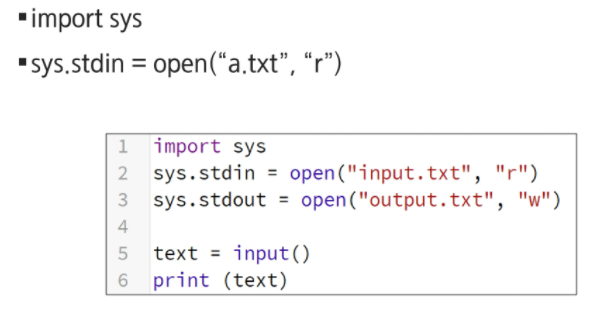 ▪import sys
▪sys.stdin = open(“a.txt”, “r”)
1 import sys
2 sys.stdin = open("input.txt", "r")
3 sys.stdout = open("output.txt", "w")
4
5 text = input()
6 print (text)